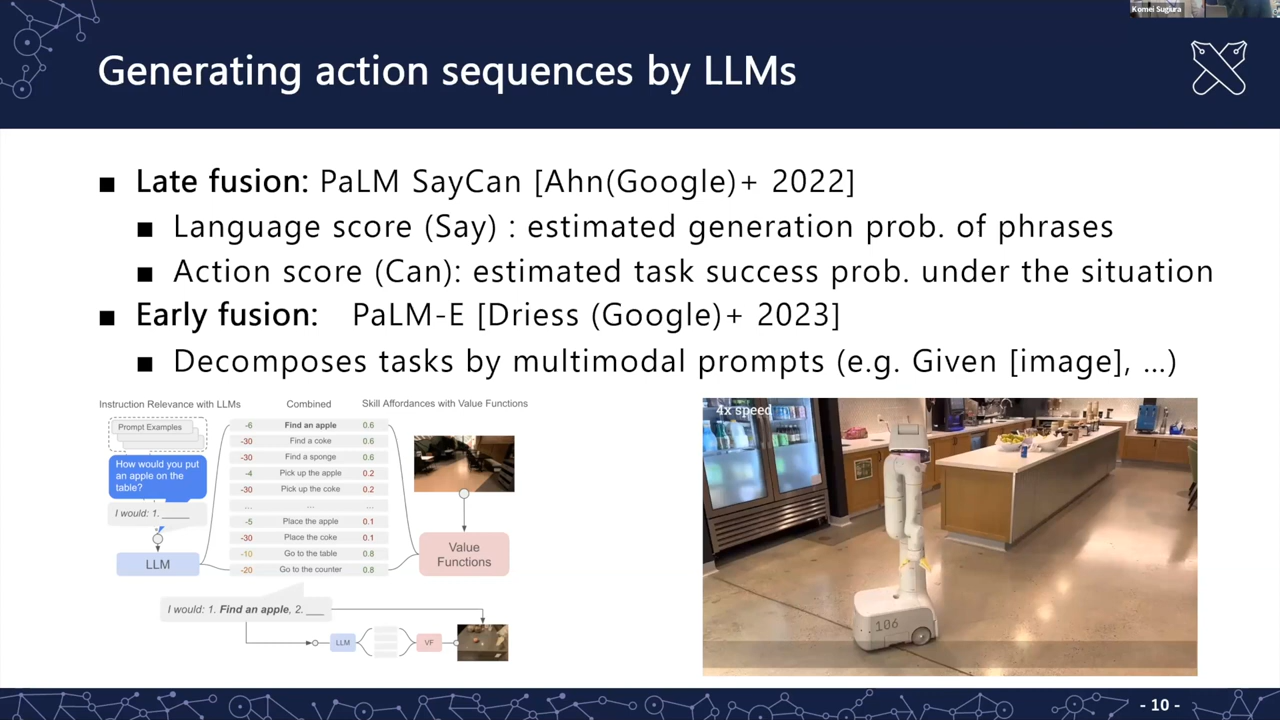 Komei Sugiura
Generating action sequences by LLMs
■ Late fusion: PaLM SayCan [Ahn(Google)+ 2022]
■ Language score (Say) : estimated generation prob. of phrases
■ Action score (Can): estimated task success prob. under the situation
■ Early fusion: PaLM-E [Driess (Google)+ 2023]
■ Decomposes tasks by multimodal prompts (e.g. Given [image], …)
Instruction Relevance with LLMs
Combined
Skill Affordances with Value Functions
Prompt Examples
How would you put
an apple on the
table?
I would: 1. _____
LLM
-6 Find an apple 0.6
-30 Find a coke 0.6
-30 Find a sponge 0.6
-4 Pick up the apple 0.2
-30 Pick up the coke 0.2
... ... ...
-5 Place the apple 0.1
-30 Place the coke 0.1
-10 Go to the table 0.8
-20 Go to the counter 0.8
Value
Functions
I would: 1. Find an apple, 2. ___
LLM
VF
4x speed
106
- 10 -